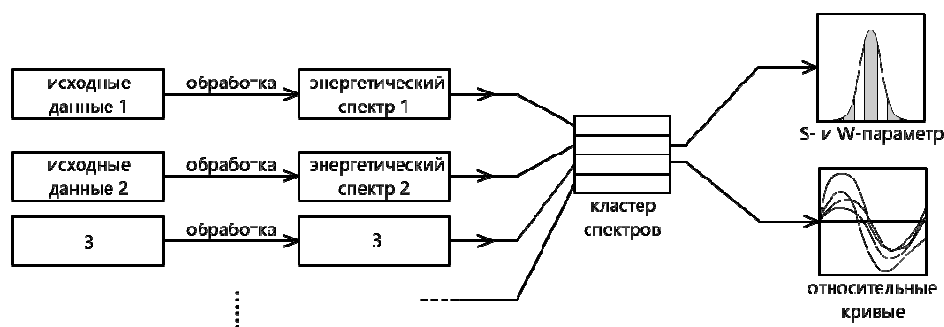 исходные
данные 1
обработка
энергетический
спектр 1
исходные
данные 2
обработка
энергетический
спектр 2
3
обработка
3
кластер
спектров
S- и W-параметр
относительные
кривые